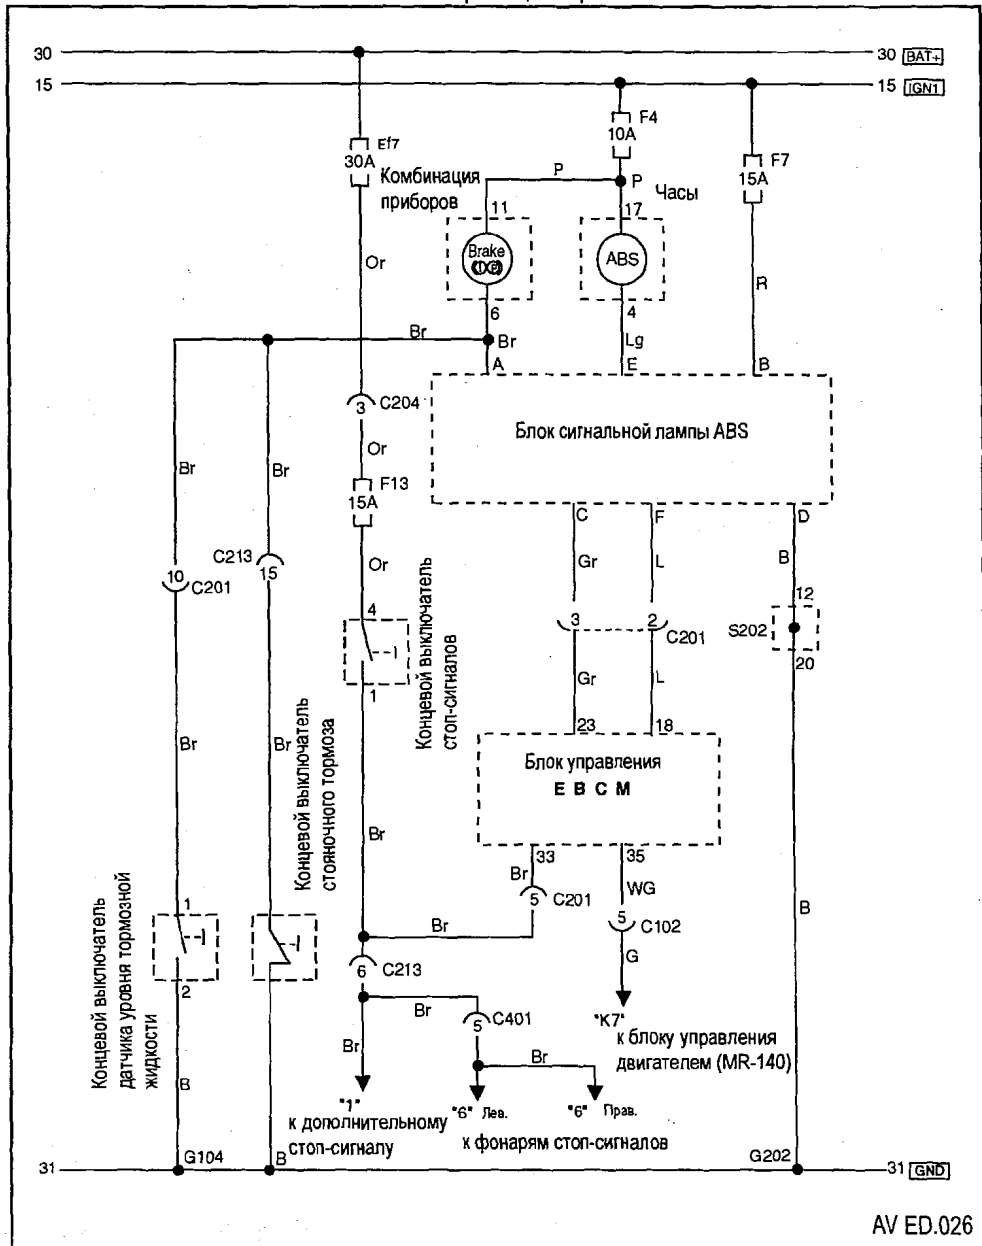 30
30 BAT+
15
15 IGN1
Ef7
30A
F4
10A
F7
15A
Комбинация
приборов
P
P
Часы
11
17
Brake
ABS
Or
R
6
4
Br
Br
Lg
A
E
B
3
C204
Блок сигнальной лампы ABS
Or
Br
Br
F13
15A
C
F
D
Gr
L
B
C213
15
10
C201
Or
12
4
3
2
C201
S202
20
Концевой выключатель
стоп-сигналов
1
Gr
L
23
18
Br
Br
Концевой выключатель
стояночного тормоза
Блок управления
E B C M
Br
33
35
Br
WG
5
C201
5
C102
B
1
Br
G
6
C213
2
Концевой выключатель
датчика уровня тормозной
жидкости
"K7"
к блоку управления
двигателем (MR-140)
Br
5
C401
Br
Br
B
"1"
к дополнительному
стоп-сигналу
"6" Лев.
"6" Прав.
к фонарям стоп-сигналов
31
G104
B
G202
31 GND
AV ED.026